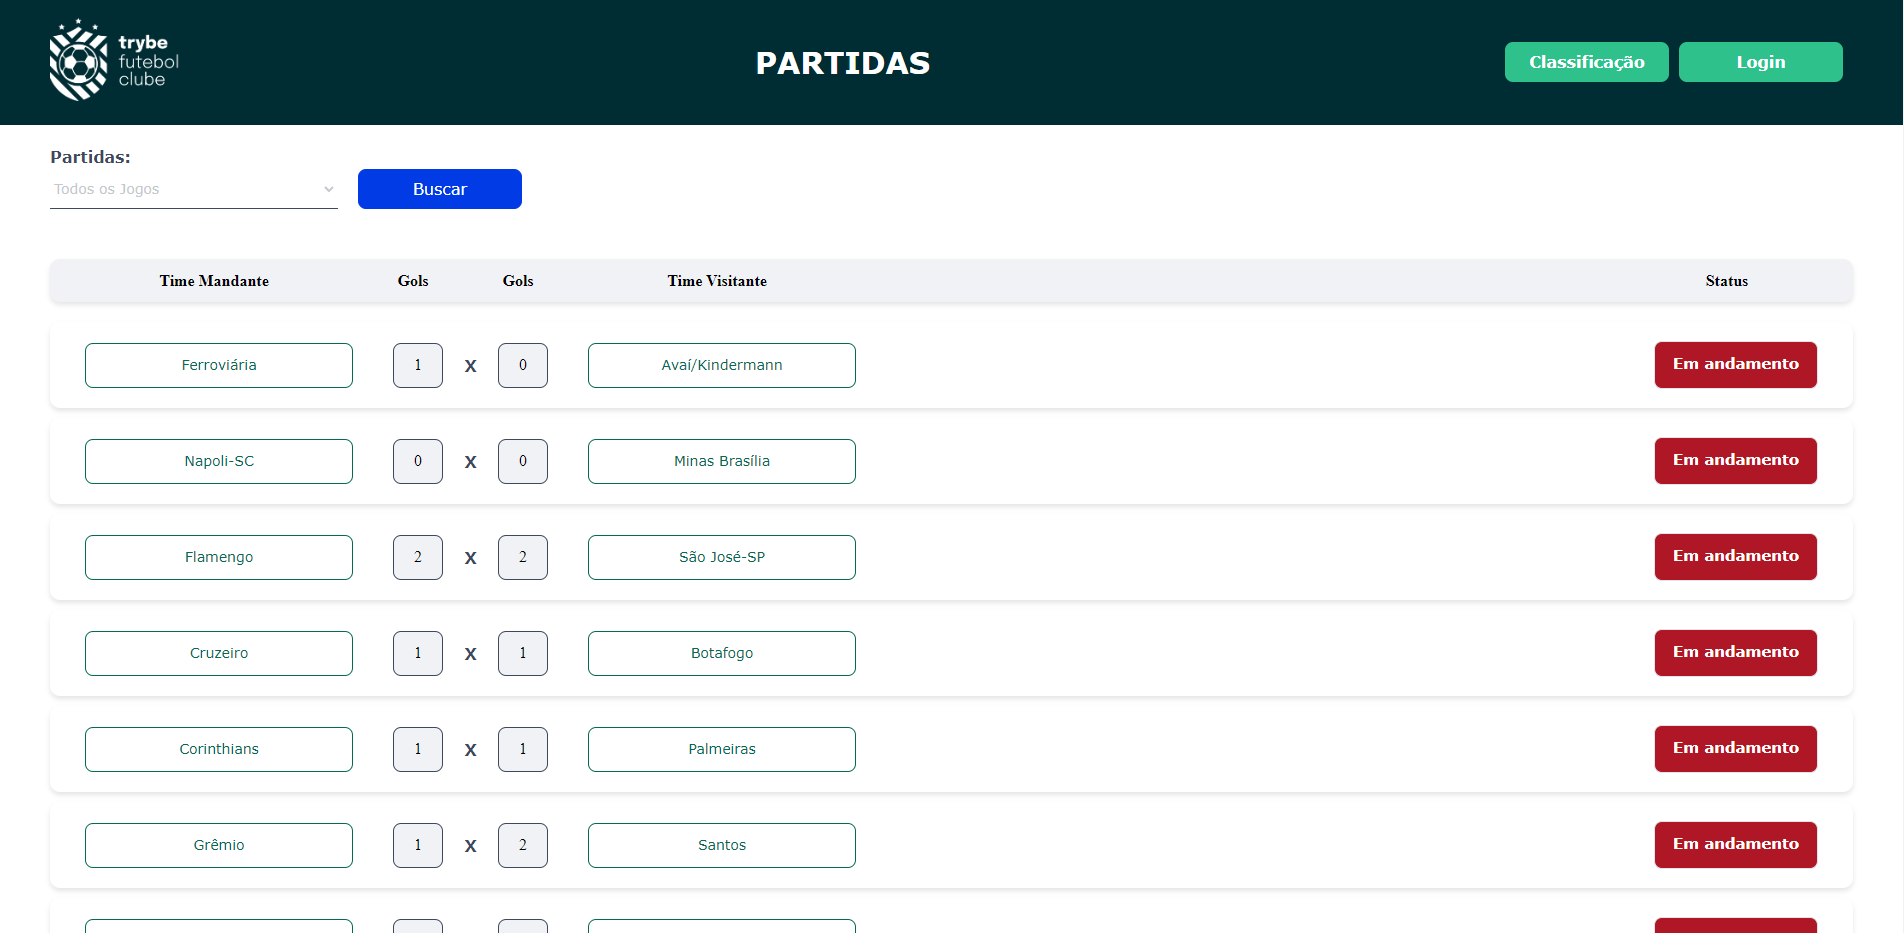 trybe
futebol
clube
PARTIDAS
Classificação
Login
Partidas:
Todos os Jogos
Buscar
Time Mandante Gols Gols Time Visitante Status
Ferroviária 1 X 0 Avaí/Kindermann Em andamento
Napoli-SC 0 X 0 Minas Brasília Em andamento
Flamengo 2 X 2 São José-SP Em andamento
Cruzeiro 1 X 1 Botafogo Em andamento
Corinthians 1 X 1 Palmeiras Em andamento
Grêmio 1 X 2 Santos Em andamento